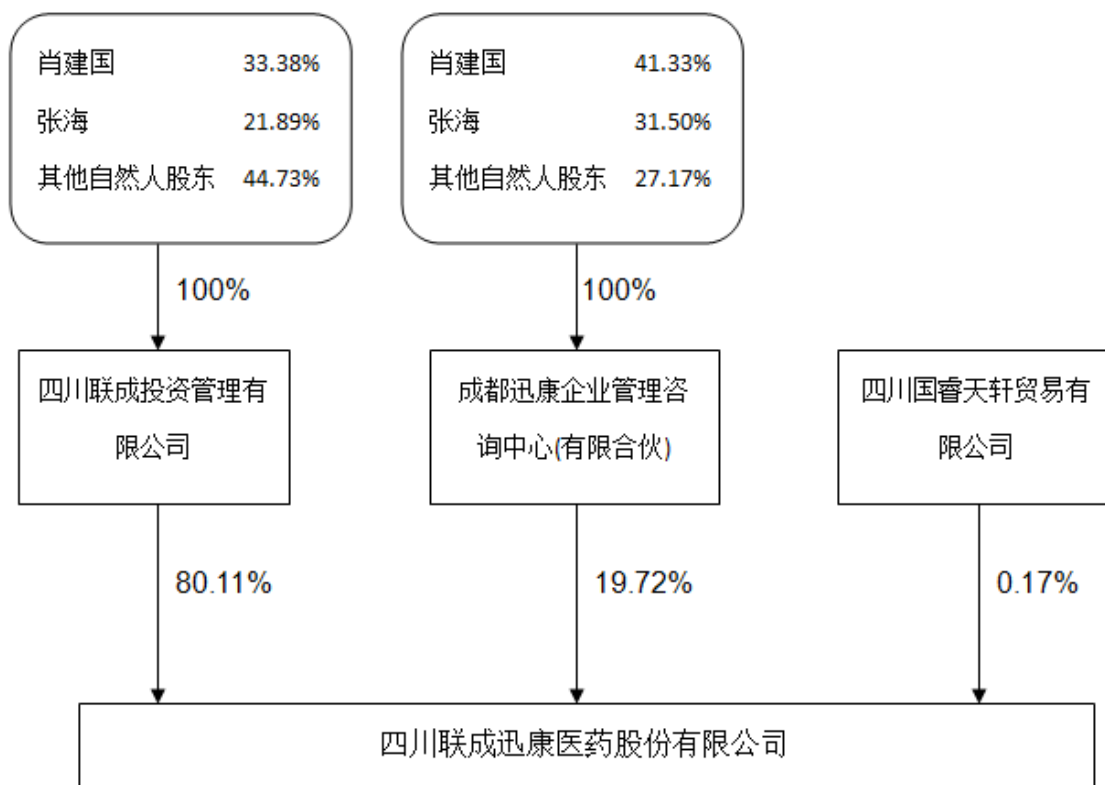 肖建国 33.38%
张海 21.89%
其他自然人股东 44.73%
肖建国 41.33%
张海 31.50%
其他自然人股东 27.17%
100%
100%
四川联成投资管理有
限公司
成都迅康企业管理咨
询中心(有限合伙)
四川国睿天轩贸易有
限公司
80.11%
19.72%
0.17%
四川联成迅康医药股份有限公司